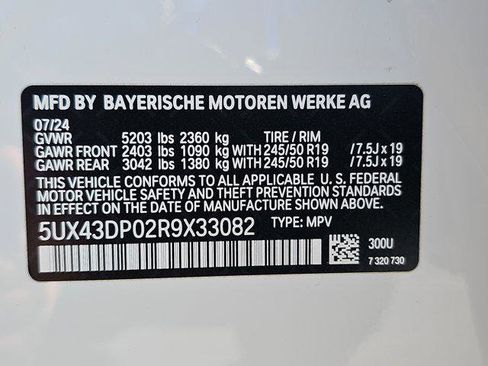 MFD BY BAYERISCHE MOTOREN WERKE AG
07/24
GVWR 5203 lbs 2360 kg TIRE / RIM
GAWR FRONT 2403 lbs 1090 kg WITH 245/50 R19 /7.5J x 19
GAWR REAR 3042 lbs 1380 kg WITH 245/50 R19 /7.5J x 19
THIS VEHICLE CONFORMS TO ALL APPLICABLE U. S. FEDERAL
MOTOR VEHICLE SAFETY AND THEFT PREVENTION STANDARDS
IN EFFECT ON THE DATE OF MANUFACTURE SHOWN ABOVE.
5UX43DP02R9X33082 TYPE: MPV
300U
7 320 730